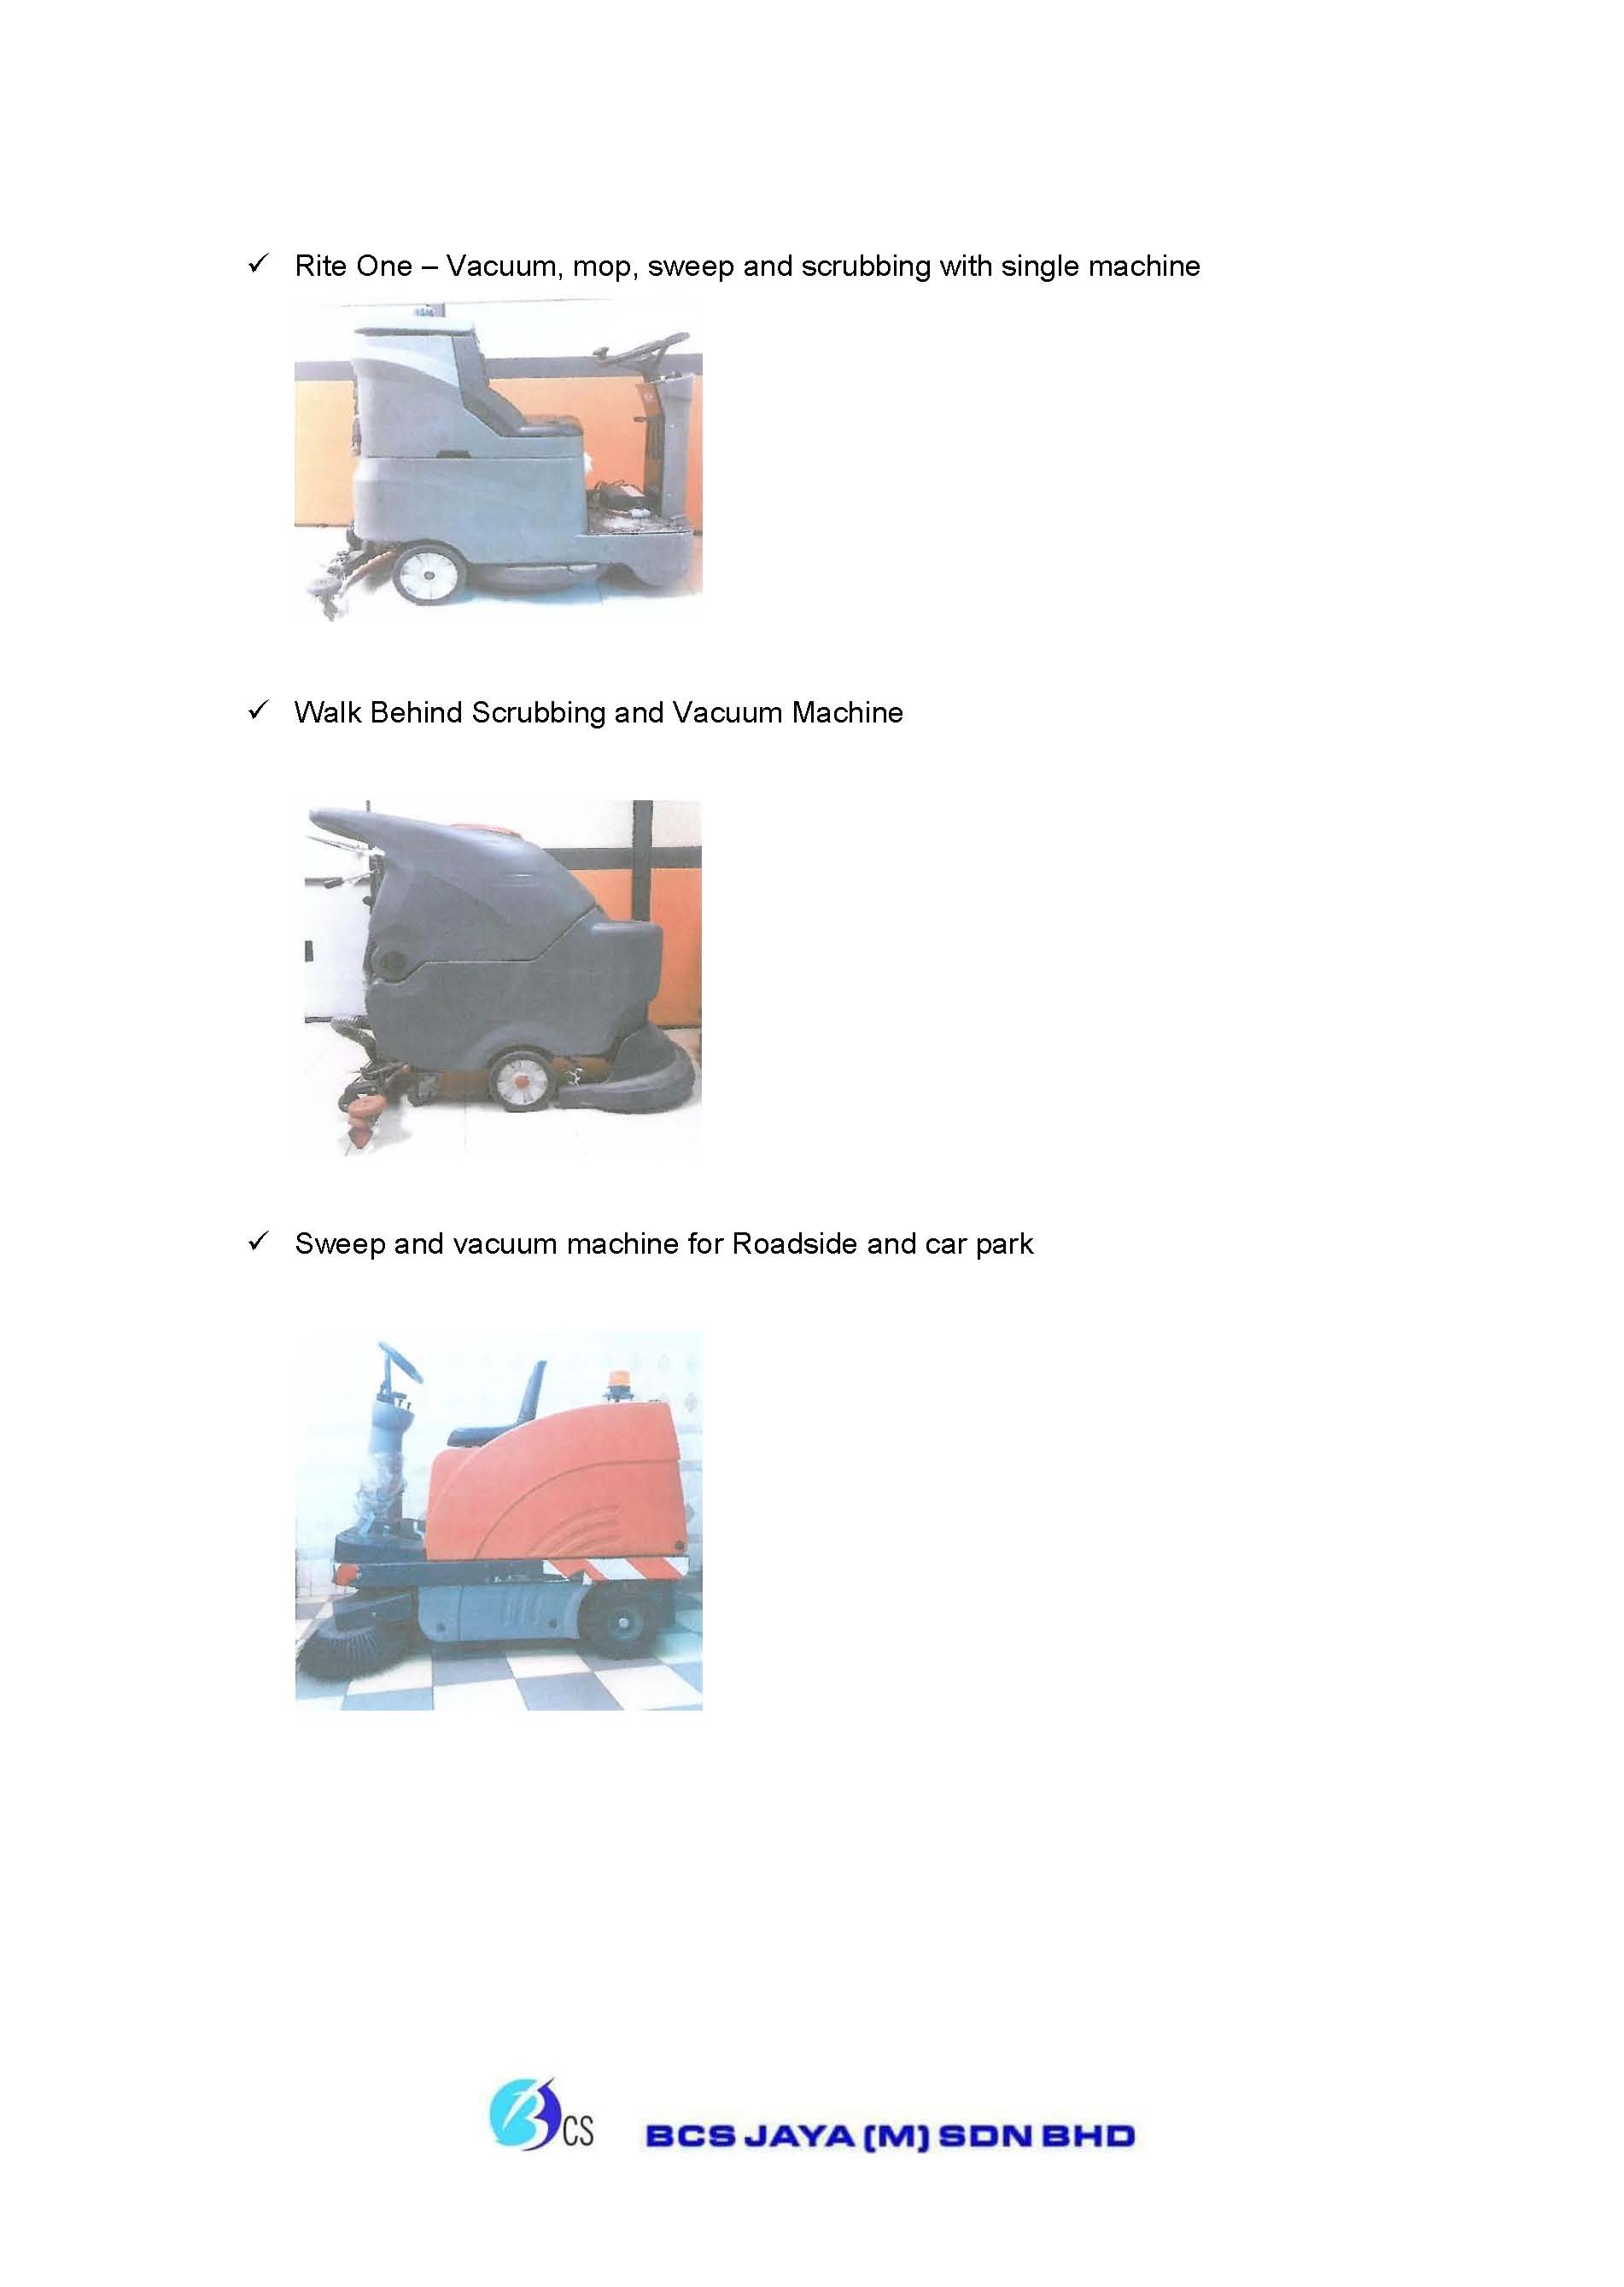 ✓ Rite One – Vacuum, mop, sweep and scrubbing with single machine
✓ Walk Behind Scrubbing and Vacuum Machine
✓ Sweep and vacuum machine for Roadside and car park
BCS BCS JAYA (M) SDN BHD